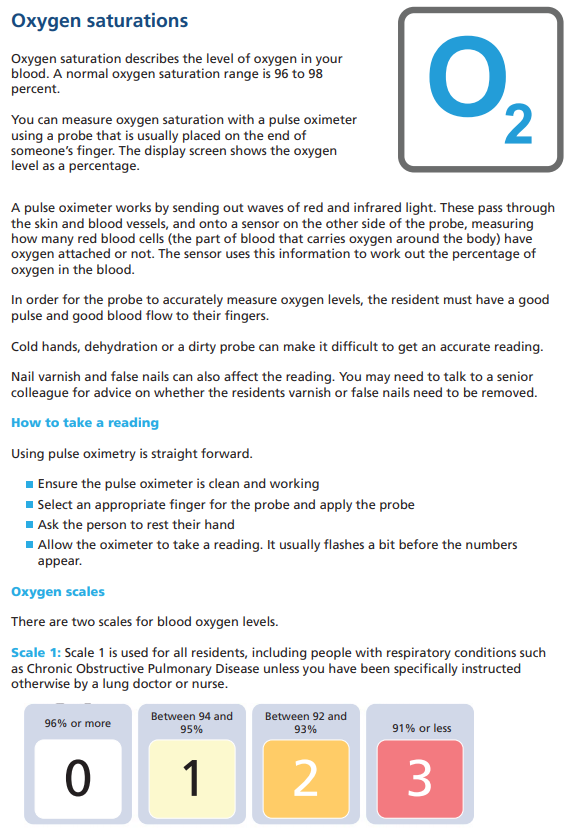 Oxygen saturations
O2
Oxygen saturation describes the level of oxygen in your
blood. A normal oxygen saturation range is 96 to 98
percent.
You can measure oxygen saturation with a pulse oximeter
using a probe that is usually placed on the end of
someone's finger. The display screen shows the oxygen
level as a percentage.
A pulse oximeter works by sending out waves of red and infrared light. These pass through
the skin and blood vessels, and onto a sensor on the other side of the probe, measuring
how many red blood cells (the part of blood that carries oxygen around the body) have
oxygen attached or not. The sensor uses this information to work out the percentage of
oxygen in the blood.
In order for the probe to accurately measure oxygen levels, the resident must have a good
pulse and good blood flow to their fingers.
Cold hands, dehydration or a dirty probe can make it difficult to get an accurate reading.
Nail varnish and false nails can also affect the reading. You may need to talk to a senior
colleague for advice on whether the residents varnish or false nails need to be removed.
How to take a reading
Using pulse oximetry is straight forward.
Ensure the pulse oximeter is clean and working
Select an appropriate finger for the probe and apply the probe
Ask the person to rest their hand
Allow the oximeter to take a reading. It usually flashes a bit before the numbers
appear.
Oxygen scales
There are two scales for blood oxygen levels.
Scale 1: Scale 1 is used for all residents, including people with respiratory conditions such
as Chronic Obstructive Pulmonary Disease unless you have been specifically instructed
otherwise by a lung doctor or nurse.
96% or more
0
Between 94 and
95%
1
Between 92 and
93%
2
91% or less
3